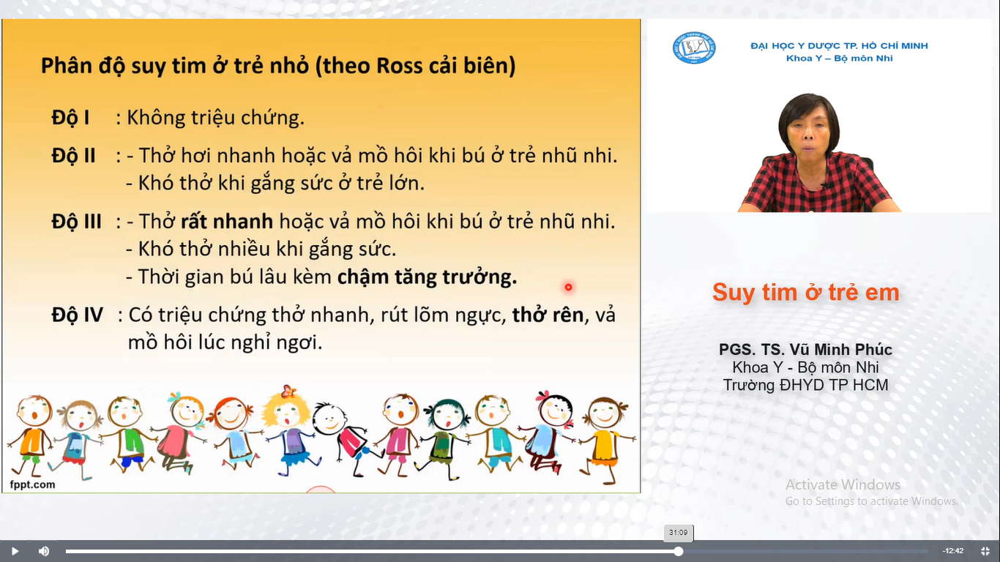 Phân độ suy tim ở trẻ nhỏ (theo Ross cải biên)
Độ I : Không triệu chứng.
Độ II : - Thở hơi nhanh hoặc vả mồ hôi khi bú ở trẻ nhũ nhi.
- Khó thở khi gắng sức ở trẻ lớn.
Độ III : - Thở rất nhanh hoặc vả mồ hôi khi bú ở trẻ nhũ nhi.
- Khó thở nhiều khi gắng sức.
- Thời gian bú lâu kèm chậm tăng trưởng.
Độ IV : Có triệu chứng thở nhanh, rút lõm ngực, thở rên, vả
mồ hôi lúc nghỉ ngơi.
fppt.com
ĐẠI HỌC Y DƯỢC TP. HỒ CHÍ MINH
Khoa Y – Bộ môn Nhi
Suy tim ở trẻ em
PGS. TS. Vũ Minh Phúc
Khoa Y - Bộ môn Nhi
Trường ĐHYD TP HCM
Activate Windows
Go to Settings to activate Windows.
31:09
-12:42